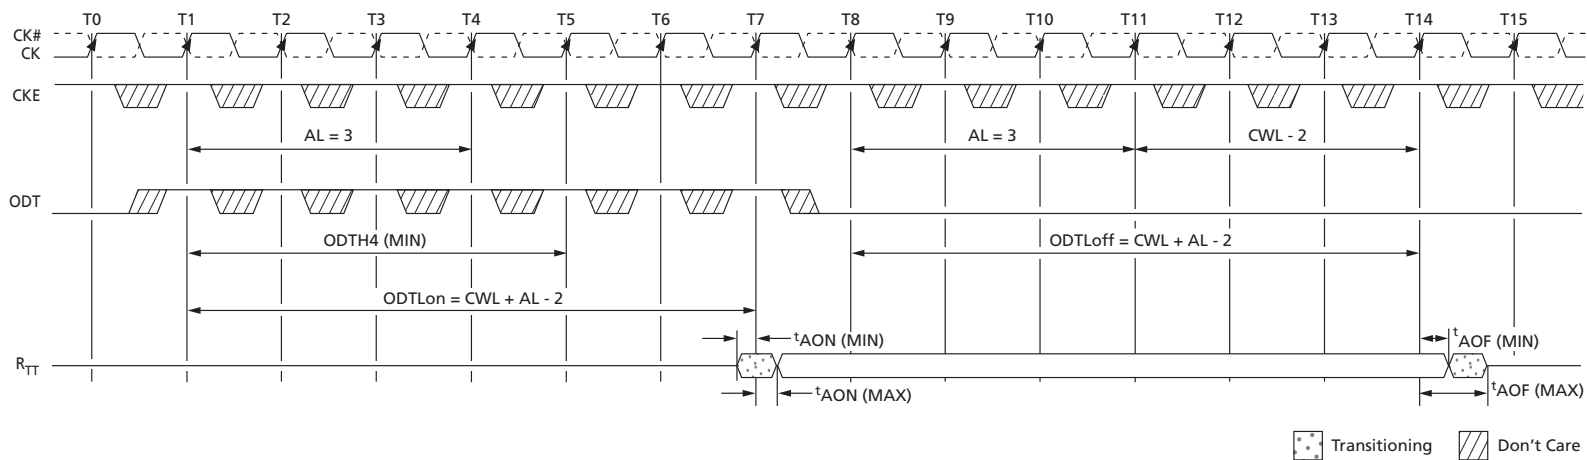 T0 T1 T2 T3 T4 T5 T6 T7 T8 T9 T10 T11 T12 T13 T14 T15
CK#
CK
CKE
AL = 3 AL = 3 CWL - 2
ODT
ODTH4 (MIN) ODTLoff = CWL + AL - 2
ODTLon = CWL + AL - 2
tAON (MIN) tAOF (MIN)
RTT
tAON (MAX) tAOF (MAX)
Transitioning Don't Care